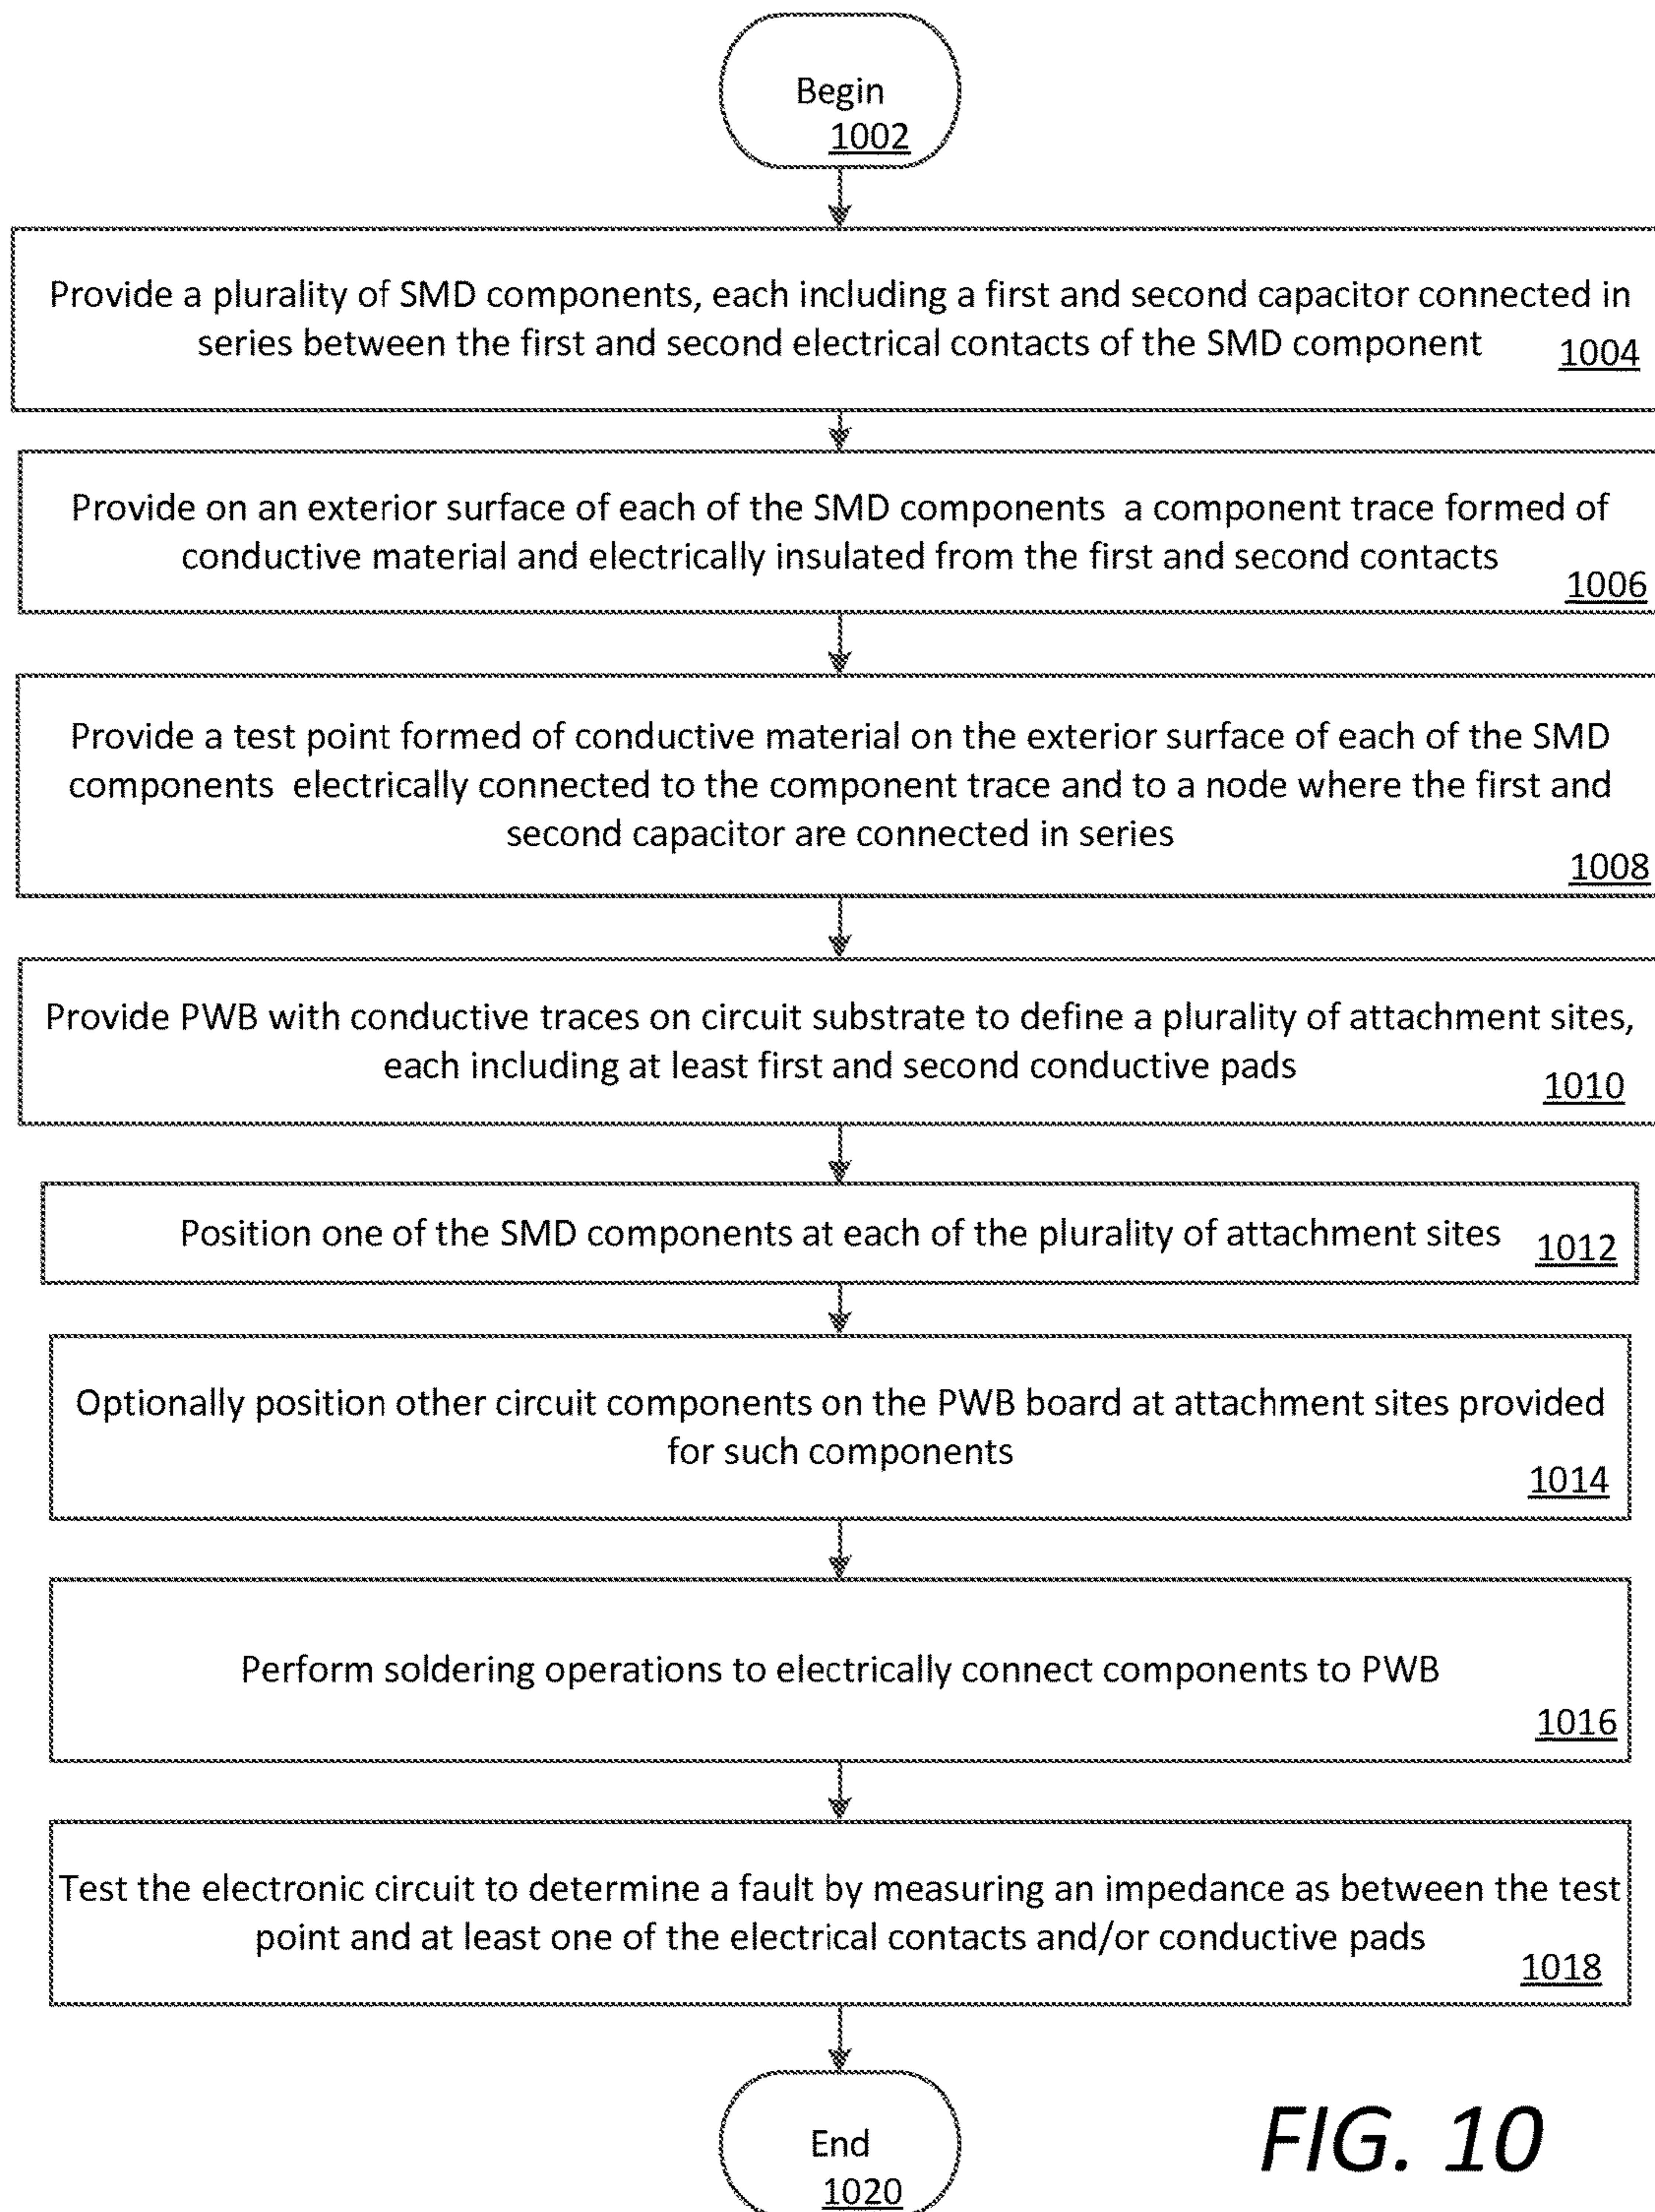 Begin
1002
Provide a plurality of SMD components, each including a first and second capacitor connected in
series between the first and second electrical contacts of the SMD component
1004
Provide on an exterior surface of each of the SMD components a component trace formed of
conductive material and electrically insulated from the first and second contacts
1006
Provide a test point formed of conductive material on the exterior surface of each of the SMD
components electrically connected to the component trace and to a node where the first and
second capacitor are connected in series
1008
Provide PWB with conductive traces on circuit substrate to define a plurality of attachment sites,
each including at least first and second conductive pads
1010
Position one of the SMD components at each of the plurality of attachment sites
1012
Optionally position other circuit components on the PWB board at attachment sites provided
for such components
1014
Perform soldering operations to electrically connect components to PWB
1016
Test the electronic circuit to determine a fault by measuring an impedance as between the test
point and at least one of the electrical contacts and/or conductive pads
1018
End
1020
FIG. 10